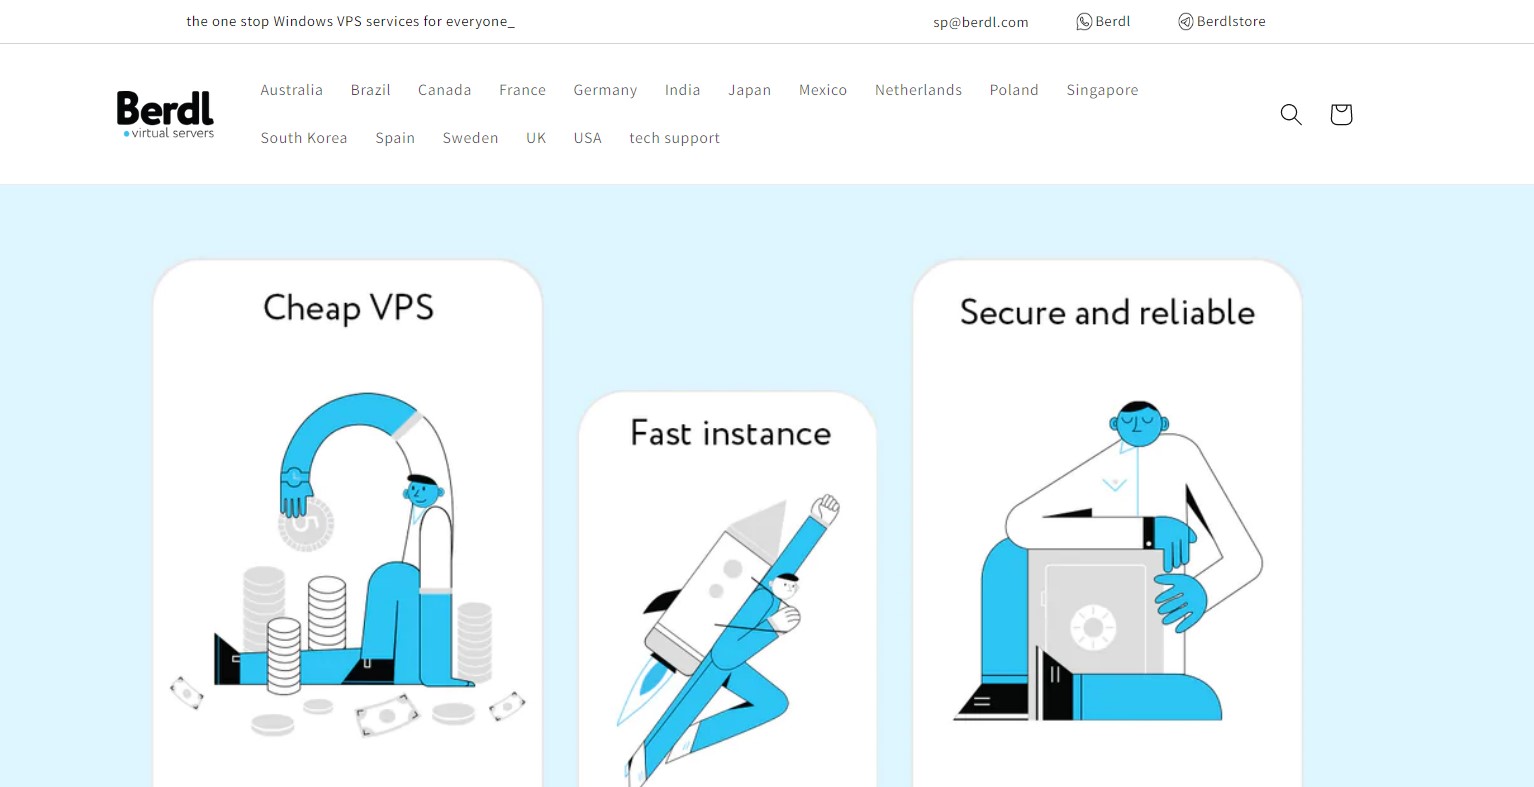 the one stop Windows VPS services for everyone_
sp@berdl.com
Berdl
Berdlstore
Berdl
virtual servers
Australia Brazil Canada France Germany India Japan Mexico Netherlands Poland Singapore
South Korea Spain Sweden UK USA tech support
Cheap VPS
Fast instance
Secure and reliable
5